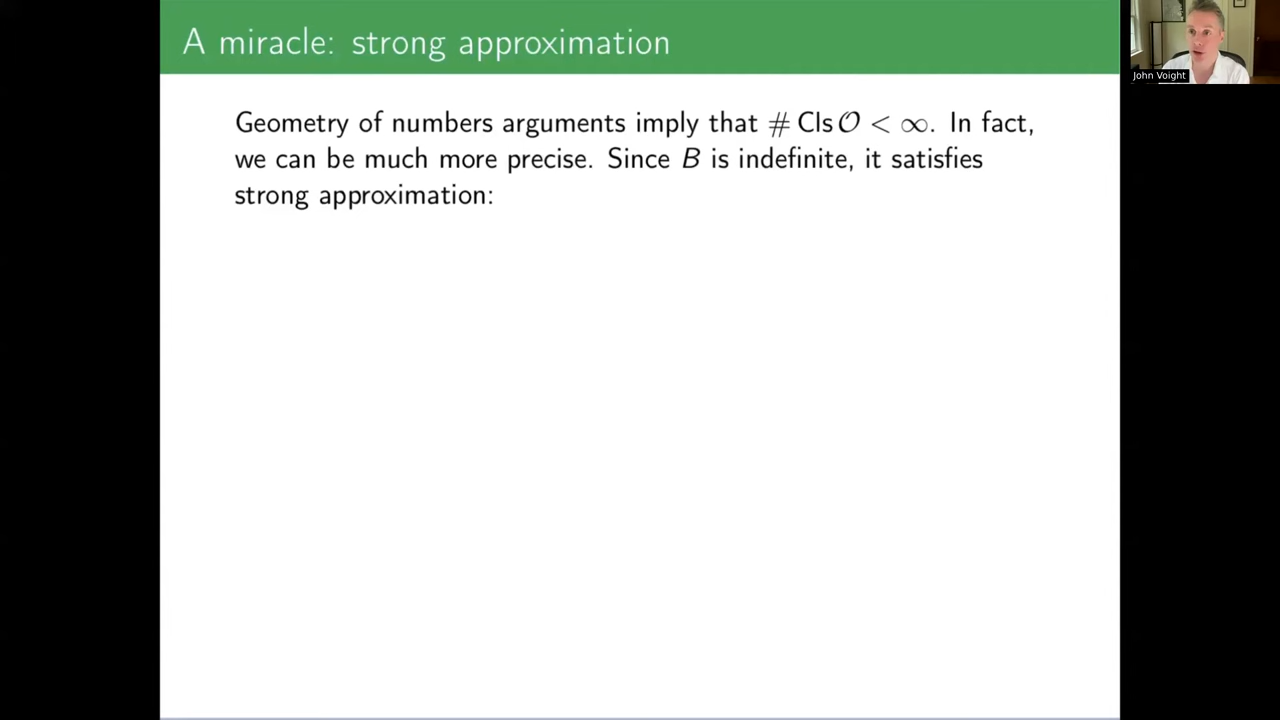 A miracle: strong approximation
John Voight
Geometry of numbers arguments imply that # Cls 𝒪 < ∞. In fact,
we can be much more precise. Since B is indefinite, it satisfies
strong approximation: